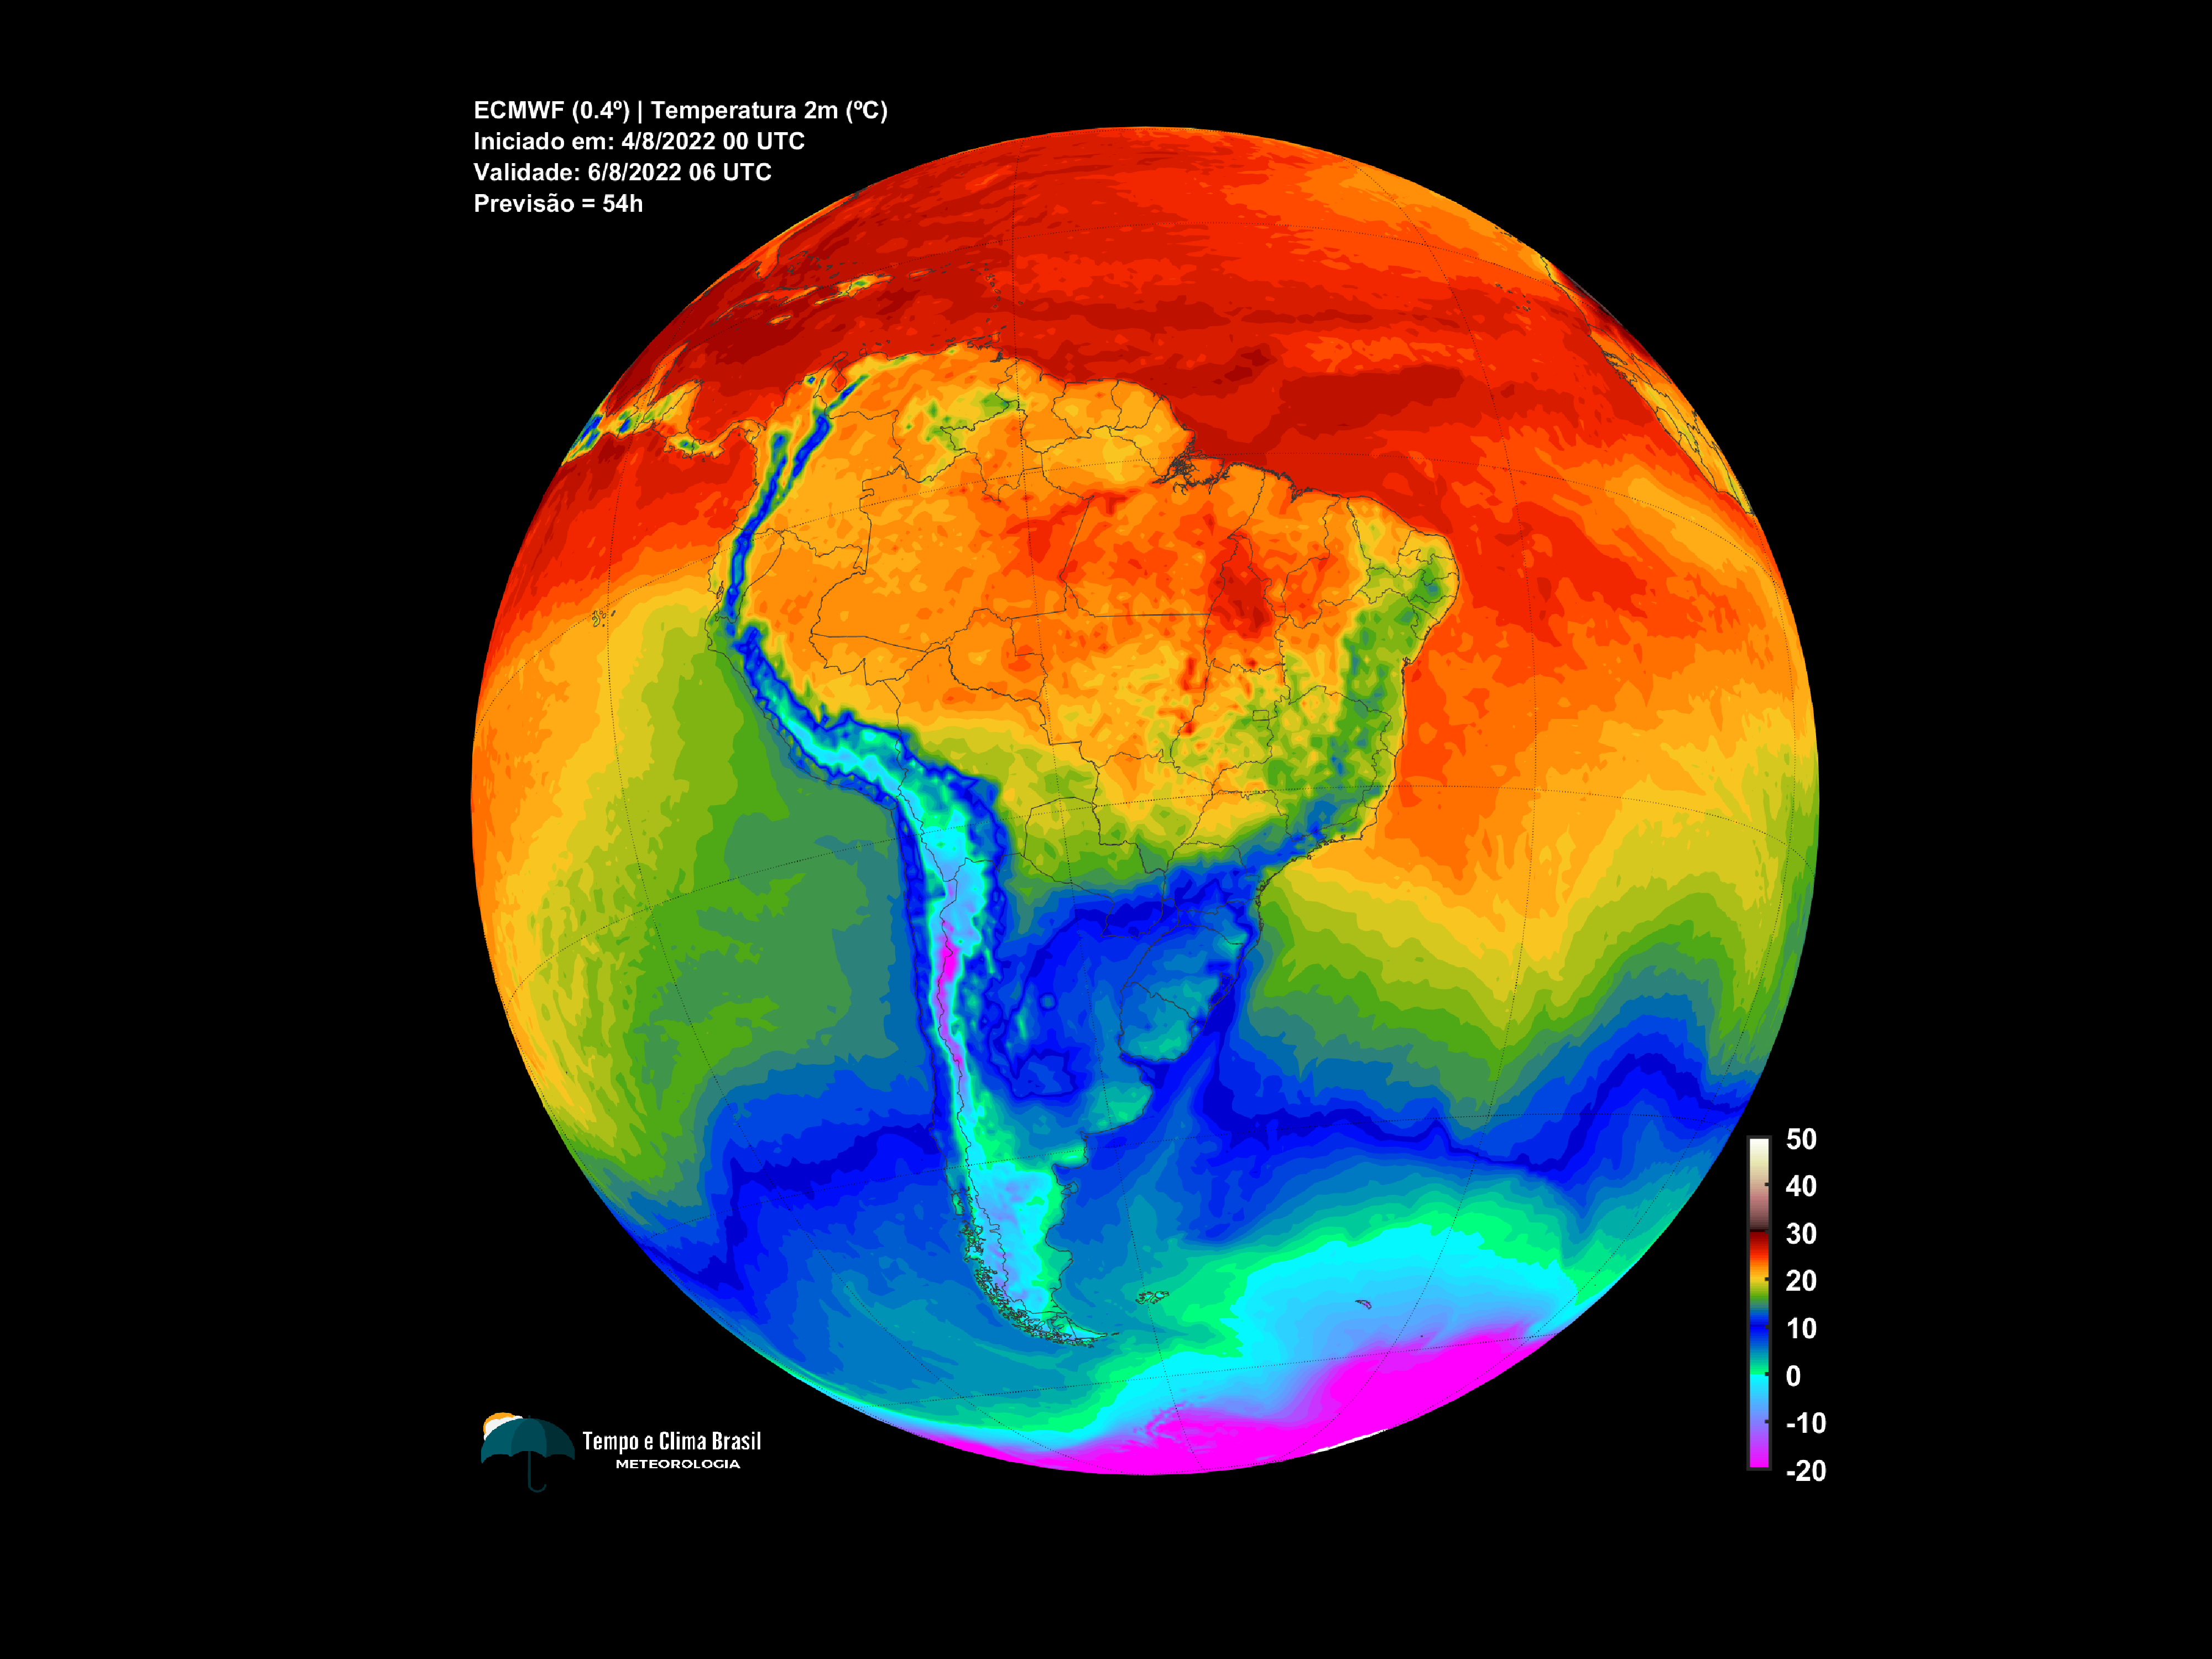 ECMWF (0.4º) | Temperatura 2m (ºC)
Iniciado em: 4/8/2022 00 UTC
Validade: 6/8/2022 06 UTC
Previsão = 54h
50
40
30
20
10
0
-10
-20
Tempo e Clima Brasil
METEOROLOGIA